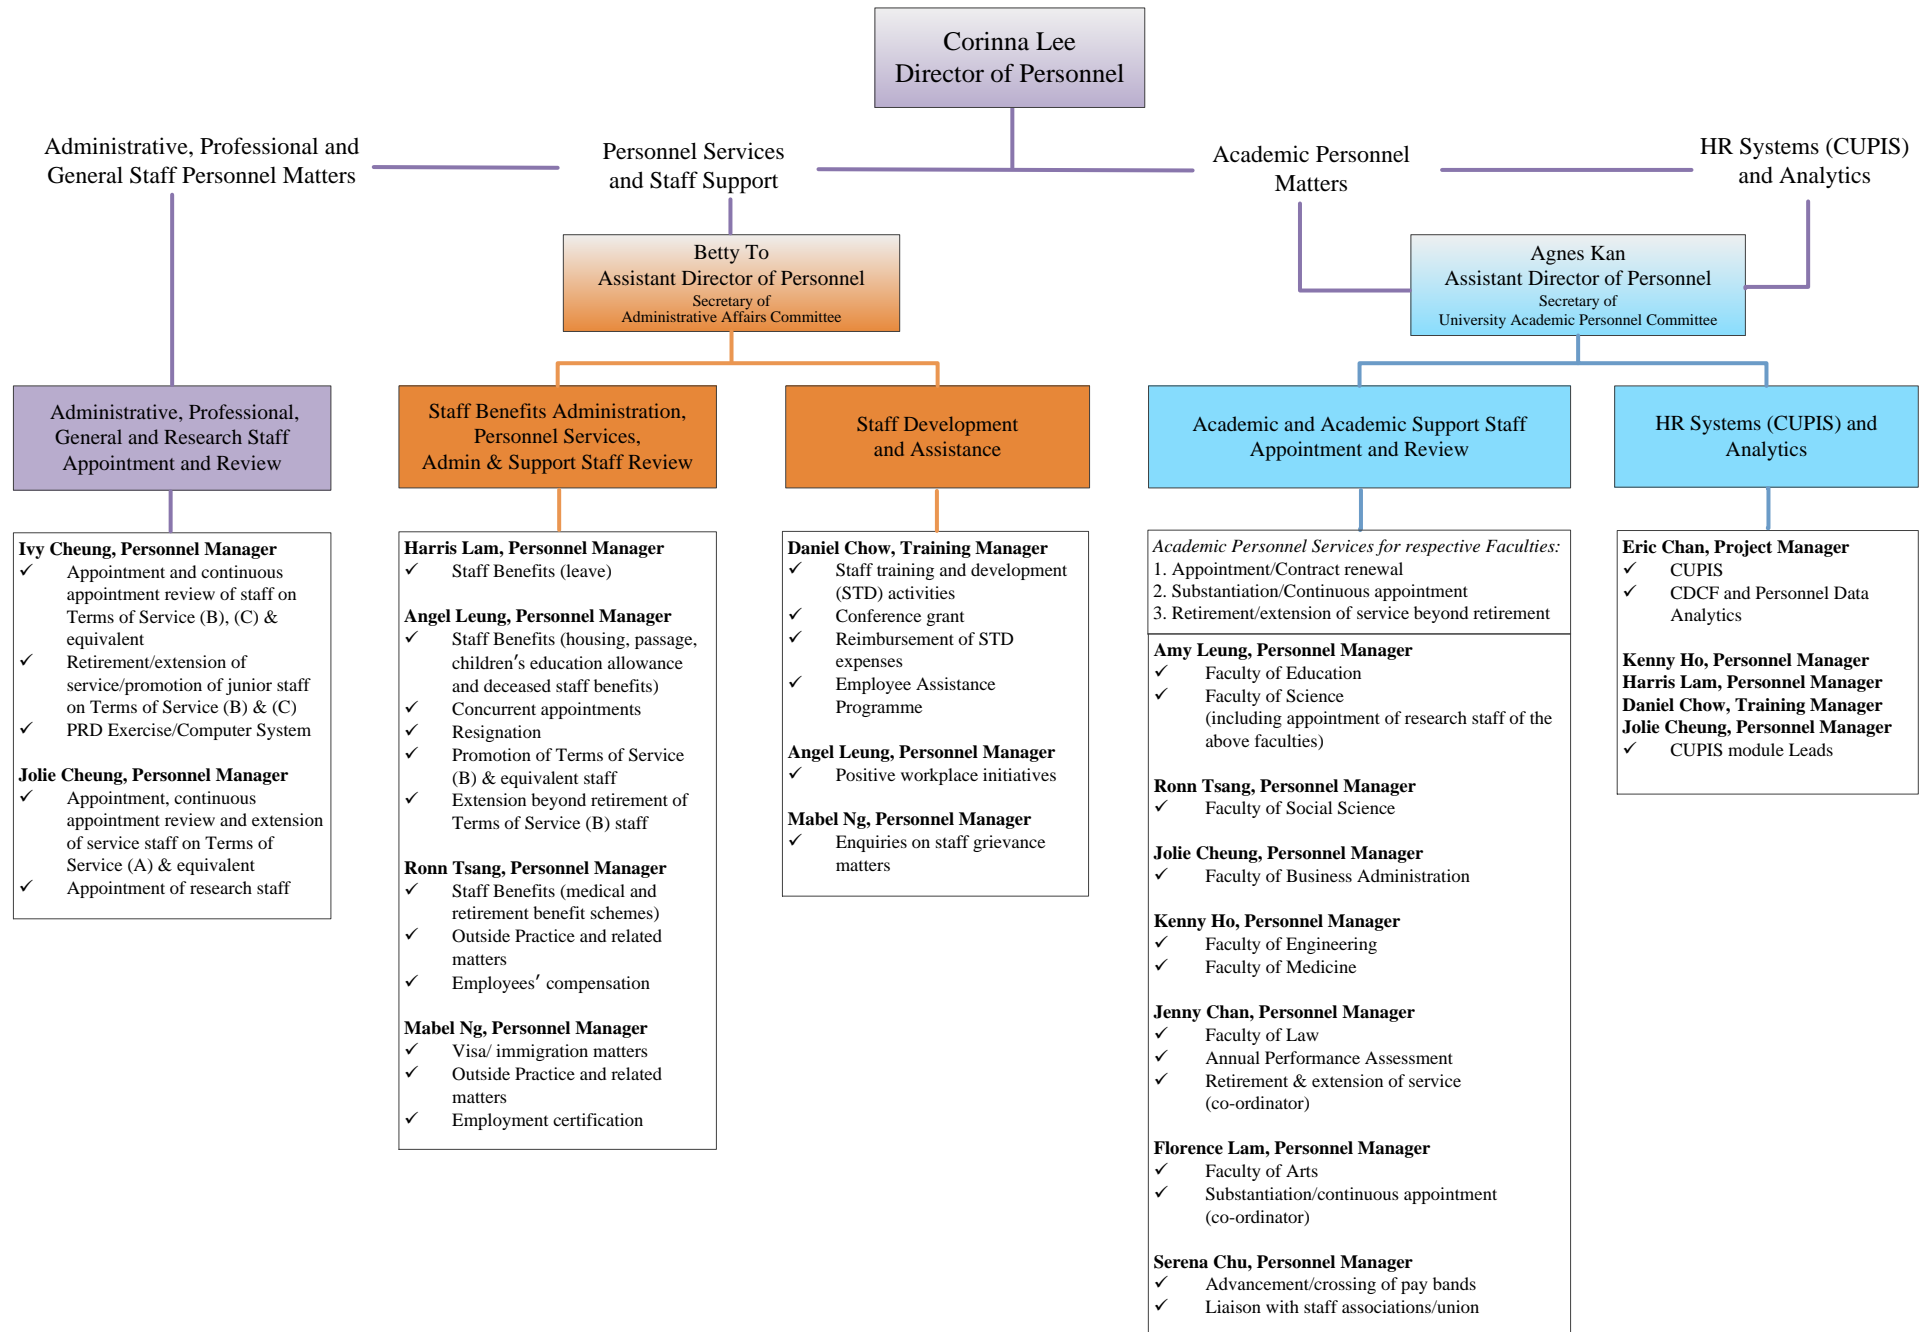 Corinna Lee
Director of Personnel
Administrative, Professional and
General Staff Personnel Matters
Personnel Services
and Staff Support
Academic Personnel
Matters
HR Systems (CUPIS)
and Analytics
Betty To
Assistant Director of Personnel
Secretary of
Administrative Affairs Committee
Agnes Kan
Assistant Director of Personnel
Secretary of
University Academic Personnel Committee
Administrative, Professional,
General and Research Staff
Appointment and Review
Staff Benefits Administration,
Personnel Services,
Admin & Support Staff Review
Staff Development
and Assistance
Academic and Academic Support Staff
Appointment and Review
HR Systems (CUPIS) and
Analytics
Ivy Cheung, Personnel Manager
✓ Appointment and continuous
appointment review of staff on
Terms of Service (B), (C) &
equivalent
✓ Retirement/extension of
service/promotion of junior staff
on Terms of Service (B) & (C)
✓ PRD Exercise/Computer System
Jolie Cheung, Personnel Manager
✓ Appointment, continuous
appointment review and extension
of service staff on Terms of
Service (A) & equivalent
✓ Appointment of research staff
Harris Lam, Personnel Manager
✓ Staff Benefits (leave)
Angel Leung, Personnel Manager
✓ Staff Benefits (housing, passage,
children′s education allowance
and deceased staff benefits)
✓ Concurrent appointments
✓ Resignation
✓ Promotion of Terms of Service
(B) & equivalent staff
✓ Extension beyond retirement of
Terms of Service (B) staff
Ronn Tsang, Personnel Manager
✓ Staff Benefits (medical and
retirement benefit schemes)
✓ Outside Practice and related
matters
✓ Employees′ compensation
Mabel Ng, Personnel Manager
✓ Visa/ immigration matters
✓ Outside Practice and related
matters
✓ Employment certification
Daniel Chow, Training Manager
✓ Staff training and development
(STD) activities
✓ Conference grant
✓ Reimbursement of STD
expenses
✓ Employee Assistance
Programme
Angel Leung, Personnel Manager
✓ Positive workplace initiatives
Mabel Ng, Personnel Manager
✓ Enquiries on staff grievance
matters
Academic Personnel Services for respective Faculties:
1. Appointment/Contract renewal
2. Substantiation/Continuous appointment
3. Retirement/extension of service beyond retirement
Amy Leung, Personnel Manager
✓ Faculty of Education
✓ Faculty of Science
(including appointment of research staff of the
above faculties)
Ronn Tsang, Personnel Manager
✓ Faculty of Social Science
Jolie Cheung, Personnel Manager
✓ Faculty of Business Administration
Kenny Ho, Personnel Manager
✓ Faculty of Engineering
✓ Faculty of Medicine
Jenny Chan, Personnel Manager
✓ Faculty of Law
✓ Annual Performance Assessment
✓ Retirement & extension of service
(co-ordinator)
Florence Lam, Personnel Manager
✓ Faculty of Arts
✓ Substantiation/continuous appointment
(co-ordinator)
Serena Chu, Personnel Manager
✓ Advancement/crossing of pay bands
✓ Liaison with staff associations/union
Eric Chan, Project Manager
✓ CUPIS
✓ CDCF and Personnel Data
Analytics
Kenny Ho, Personnel Manager
Harris Lam, Personnel Manager
Daniel Chow, Training Manager
Jolie Cheung, Personnel Manager
✓ CUPIS module Leads